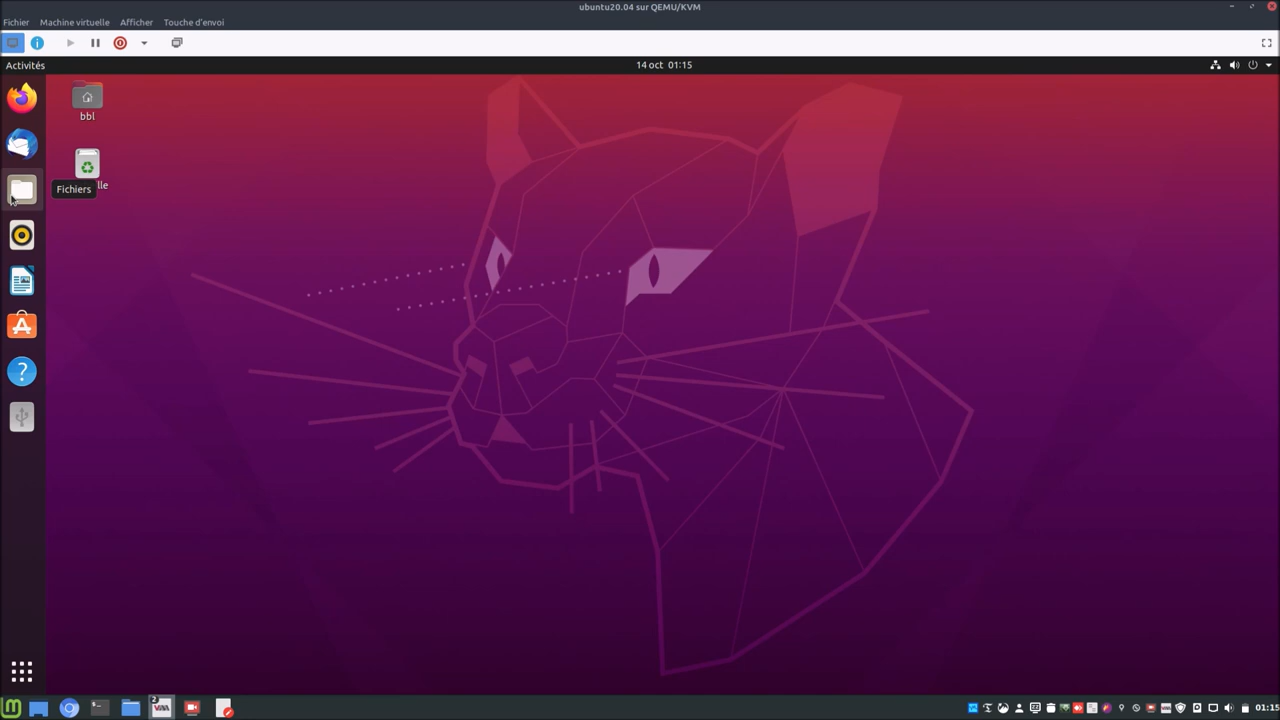 ubuntu20.04 sur QEMU/KVM
Fichier Machine virtuelle Afficher Touche d'envoi
Activités
14 oct 01:15
bbl
Fichiers
lle
01:15